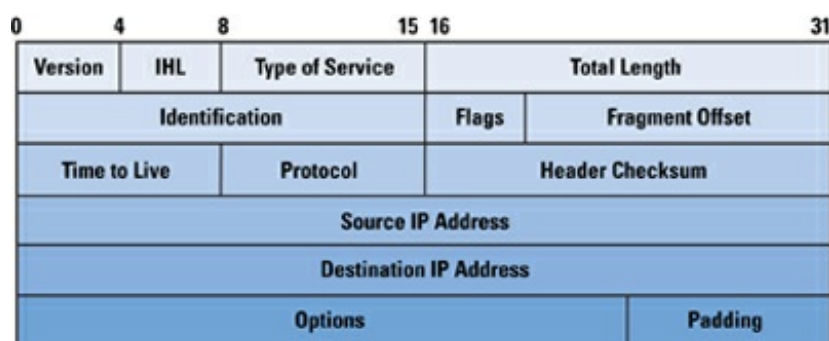 0 4 8 15 16 31
Version IHL Type of Service Total Length
Identification Flags Fragment Offset
Time to Live Protocol Header Checksum
Source IP Address
Destination IP Address
Options Padding